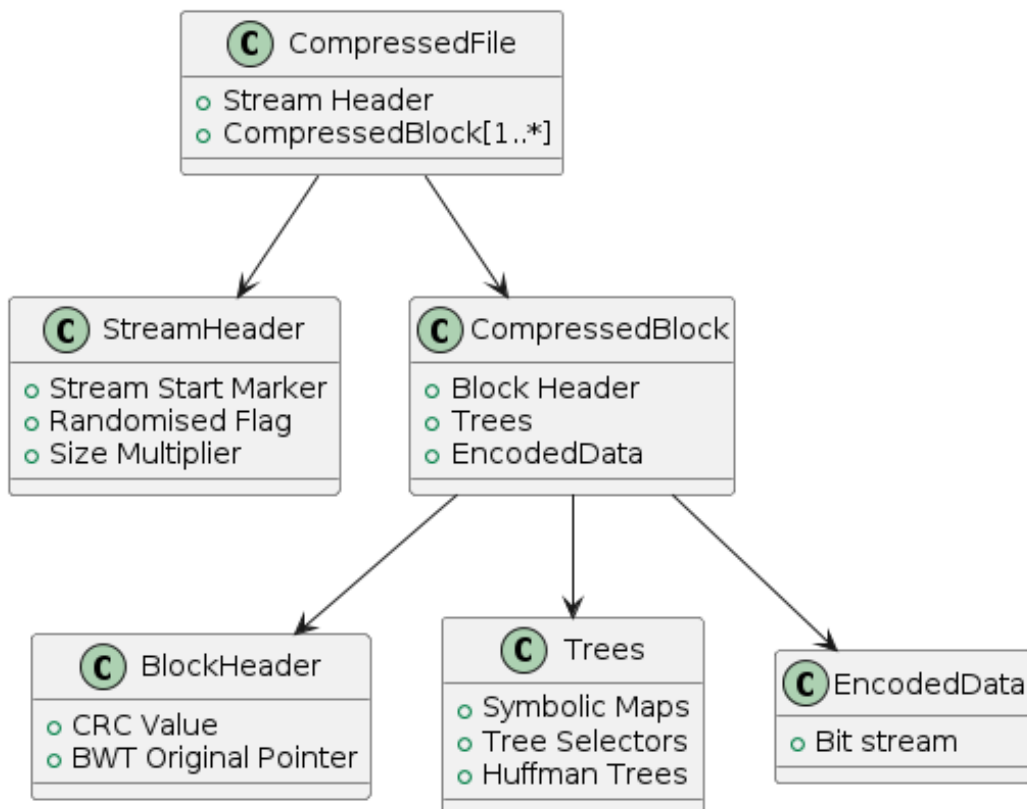 C CompressedFile
Stream Header
CompressedBlock[1..*]
C StreamHeader
Stream Start Marker
Randomised Flag
Size Multiplier
C CompressedBlock
Block Header
Trees
EncodedData
C BlockHeader
CRC Value
BWT Original Pointer
C Trees
Symbolic Maps
Tree Selectors
Huffman Trees
C EncodedData
Bit stream